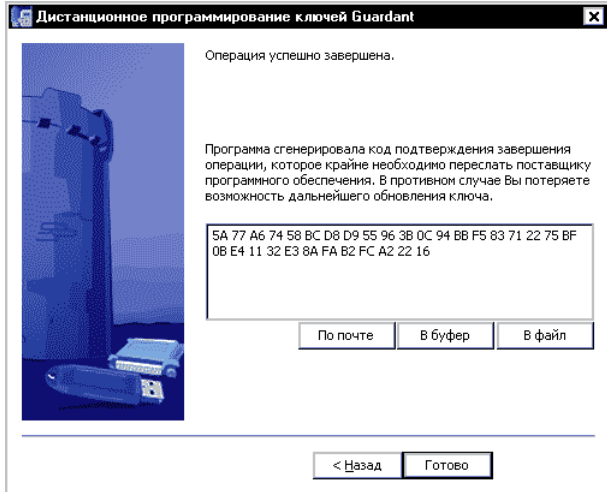 Дистанционное программирование ключей Guardant
Операция успешно завершена.
Программа сгенерировала код подтверждения завершения
операции, которое крайне необходимо переслать поставщику
программного обеспечения. В противном случае Вы потеряете
возможность дальнейшего обновления ключа.
5A 77 A6 74 58 BC D8 D9 55 96 3B 0C 94 BB F5 83 71 22 75 BF
0B E4 11 32 E3 8A FA B2 FC A2 22 16
По почте
В буфер
В файл
< Назад
Готово